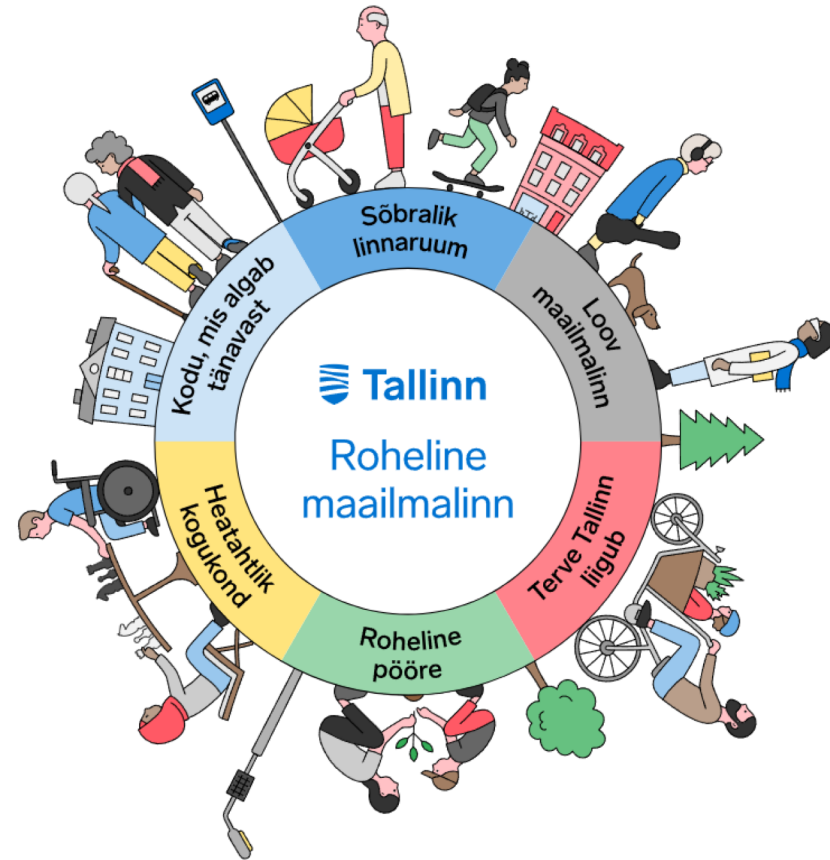 Tallinn
Roheline
maailmalinn
Sõbralik
linnaruum
Loov
maailmalinn
Terve Tallinn
liigub
Roheline
pööre
Heatahtlik
kogukond
Kodu, mis algab
tänavast